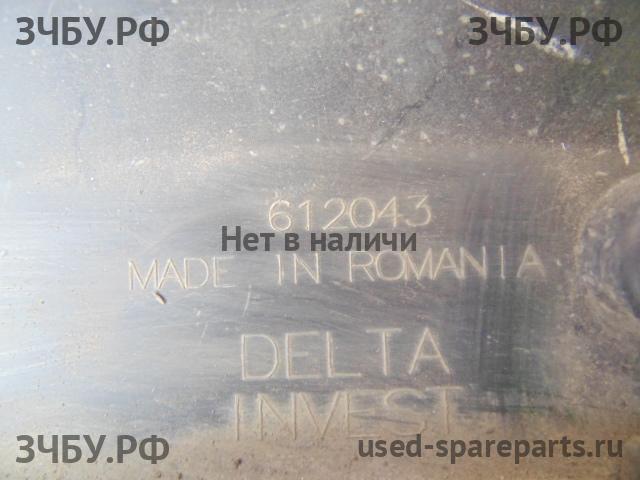 ЗЧБУ.РФ ЗЧБУ.РФ
612043
Нет в наличи
MADE IN ROMANIA
DELTA
INVEST
ЗЧБУ.РФ used-spareparts.ru